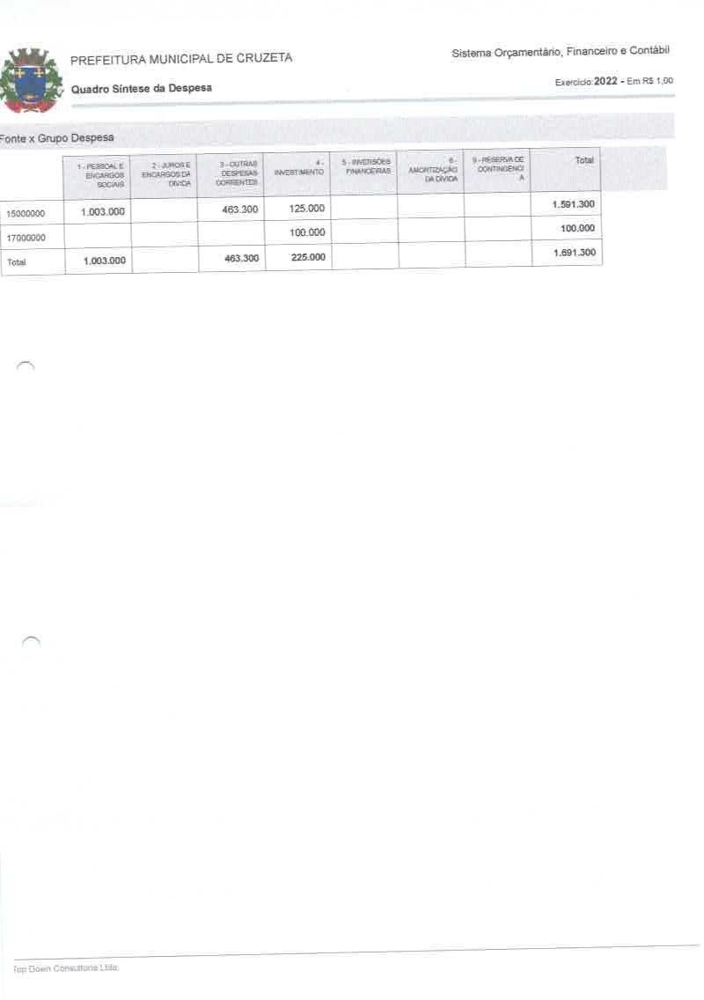 PREFEITURA MUNICIPAL DE CRUZETA
Sistema Orçamentário, Financeiro e Contábil
Quadro Síntese da Despesa
Exercício: 2022 - Em R$ 1,00
Fonte x Grupo Despesa
1 - PESSOAL E ENCARGOS SOCIAIS
2 - JUROS E ENCARGOS DA DÍVIDA
3 - OUTRAS DESPESAS CORRENTES
4 - INVESTIMENTO
5 - INVERSÕES FINANCEIRAS
6 - AMORTIZAÇÃO DA DÍVIDA
9 - RESERVA DE CONTINGENCI A
Total
15000000 1.003.000 463.300 125.000 1.591.300
17000000 100.000 100.000
Total 1.003.000 463.300 225.000 1.691.300
Top Down Consultoria Ltda.